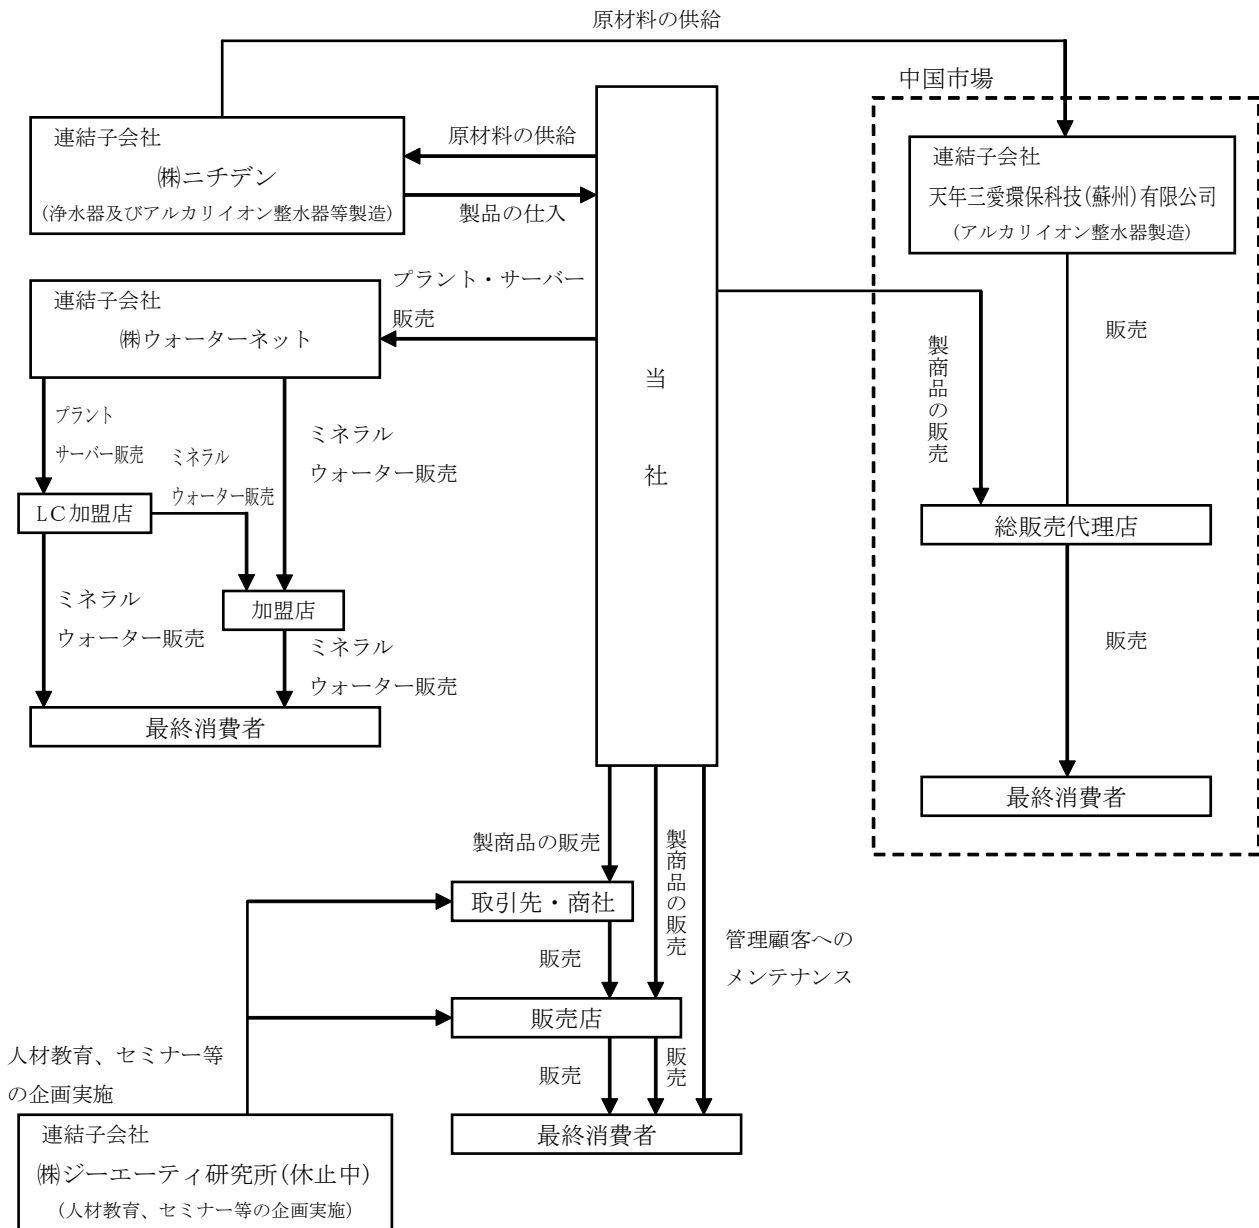 原材料の供給
中国市場
連結子会社
㈱ニチデン
(浄水器及びアルカリイオン整水器等製造)
原材料の供給
製品の仕入
連結子会社
天年三愛環保科技(蘇州)有限公司
(アルカリイオン整水器製造)
連結子会社
㈱ウォーターネット
プラント・サーバー
販売
当社
製商品の販売
販売
プラント
サーバー販売
ミネラル
ウォーター販売
ミネラル
ウォーター販売
LC加盟店
総販売代理店
加盟店
ミネラル
ウォーター販売
ミネラル
ウォーター販売
販売
最終消費者
最終消費者
製商品の販売
製商品の販売
取引先・商社
管理顧客への
メンテナンス
販売
販売店
人材教育、セミナー等
の企画実施
販売
販売
連結子会社
㈱ジーエーティ研究所(休止中)
(人材教育、セミナー等の企画実施)
最終消費者